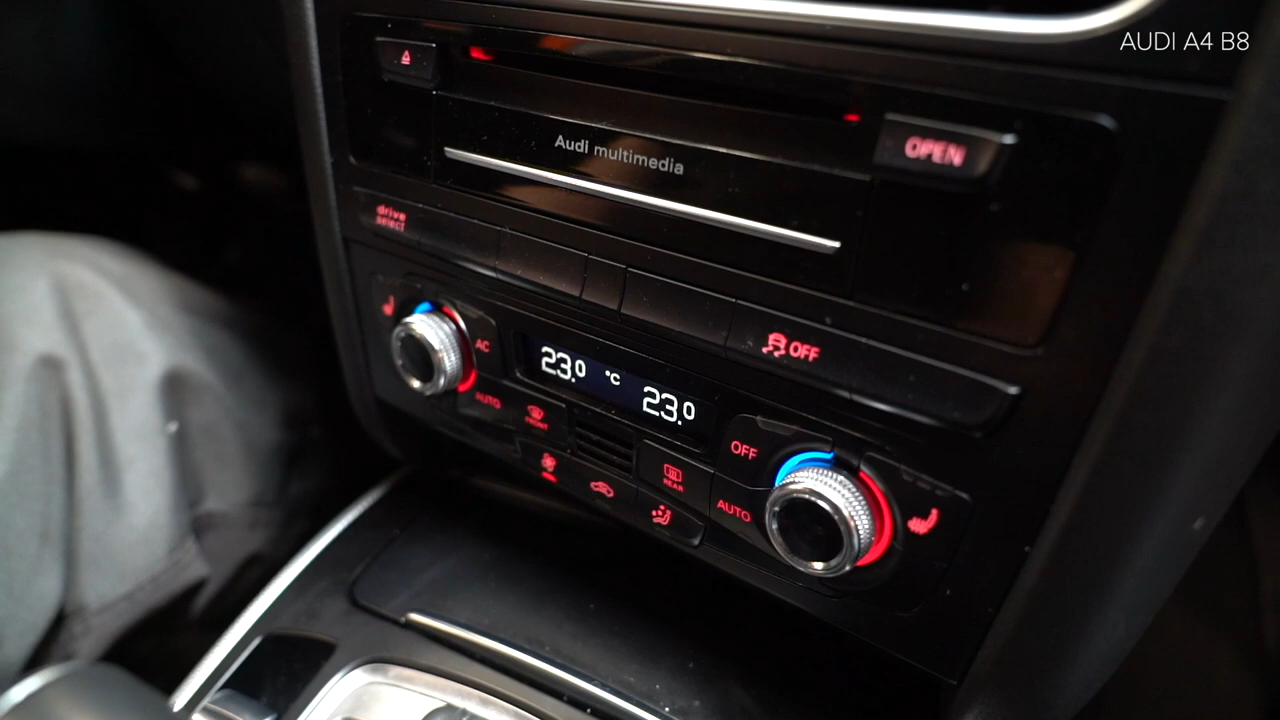 AUDI A4 B8
OPEN
Audi multimedia
drive
select
OFF
AC
23.0 °C 23.0
AUTO
FRONT
OFF
REAR
AUTO